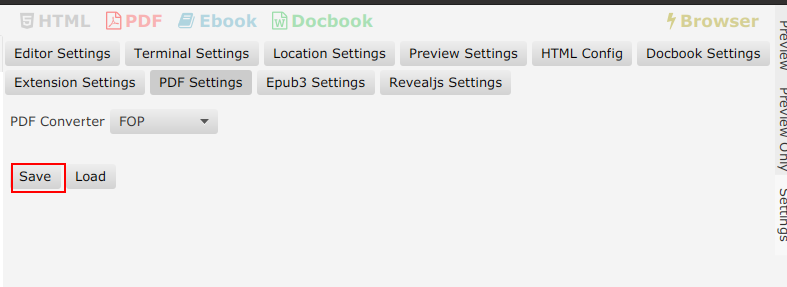 HTML PDF Ebook Docbook Browser
Editor Settings Terminal Settings Location Settings Preview Settings HTML Config Docbook Settings
Extension Settings PDF Settings Epub3 Settings Revealjs Settings
PDF Converter FOP
Save Load
Preview
Preview Only
Settings